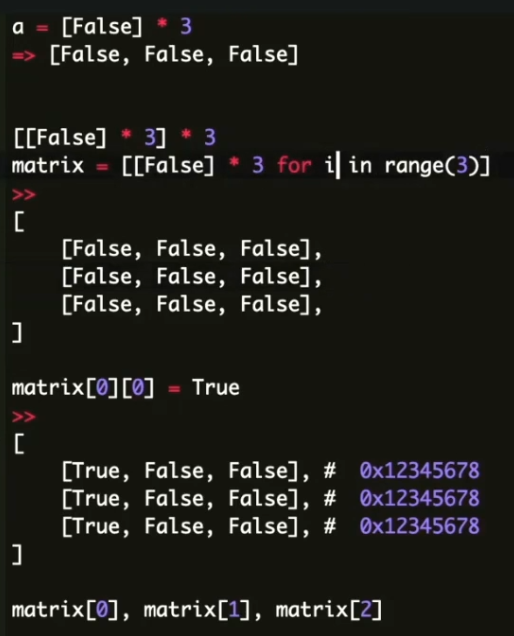 a = [False] * 3
=> [False, False, False]
[[False] * 3] * 3
matrix = [[False] * 3 for i in range(3)]
>>
[
    [False, False, False],
    [False, False, False],
    [False, False, False],
]
matrix[0][0] = True
>>
[
    [True, False, False], #  0x12345678
    [True, False, False], #  0x12345678
    [True, False, False], #  0x12345678
]
matrix[0], matrix[1], matrix[2]